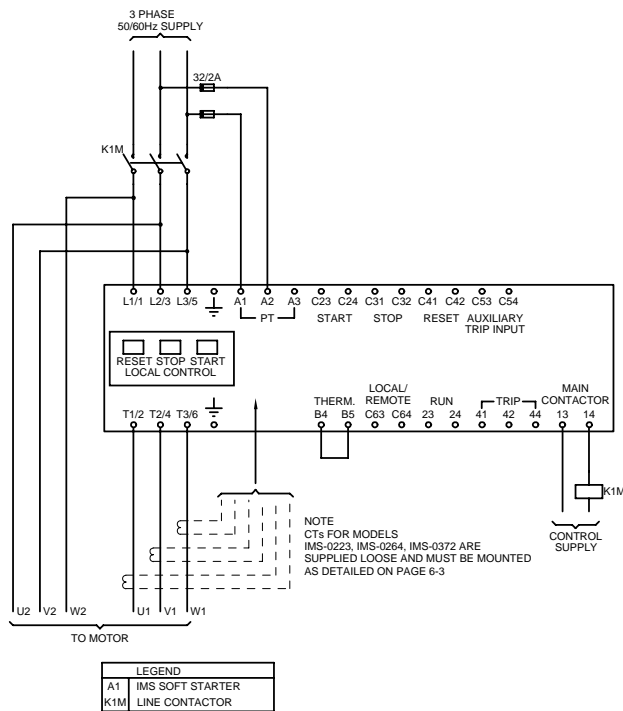 3 PHASE
50/60Hz SUPPLY
32/2A
K1M
L1/1 L2/3 L3/5 A1 A2 A3 C23 C24 C31 C32 C41 C42 C53 C54
PT START STOP RESET AUXILIARY
TRIP INPUT
RESET STOP START
LOCAL CONTROL
THERM. LOCAL/
REMOTE RUN TRIP MAIN
CONTACTOR
T1/2 T2/4 T3/6 B4 B5 C63 C64 23 24 41 42 44 13 14
K1M
NOTE
CTs FOR MODELS
IMS-0223, IMS-0264, IMS-0372 ARE
SUPPLIED LOOSE AND MUST BE MOUNTED
AS DETAILED ON PAGE 6-3
CONTROL
SUPPLY
U2 V2 W2 U1 V1 W1
TO MOTOR
LEGEND
A1 IMS SOFT STARTER
K1M LINE CONTACTOR